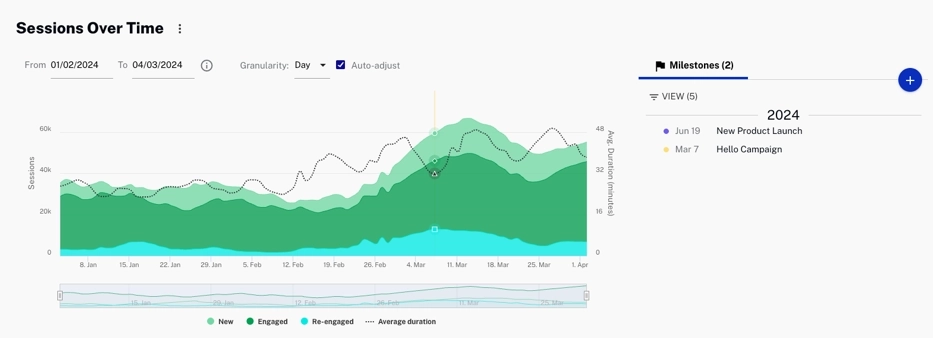 Sessions Over Time
From 01/02/2024 To 04/03/2024 Granularity: Day Auto-adjust
Milestones (2)
VIEW (5)
2024
Jun 19 New Product Launch
Mar 7 Hello Campaign
Sessions
60k
40k
20k
0
48
32
16
0
Avg. Duration (minutes)
8. Jan 15. Jan 22. Jan 29. Jan 5. Feb 12. Feb 19. Feb 26. Feb 4. Mar 11. Mar 18. Mar 25. Mar 1. Apr
15. Jan 29. Jan 12. Feb 26. Feb 11. Mar 25. Mar
New Engaged Re-engaged Average duration